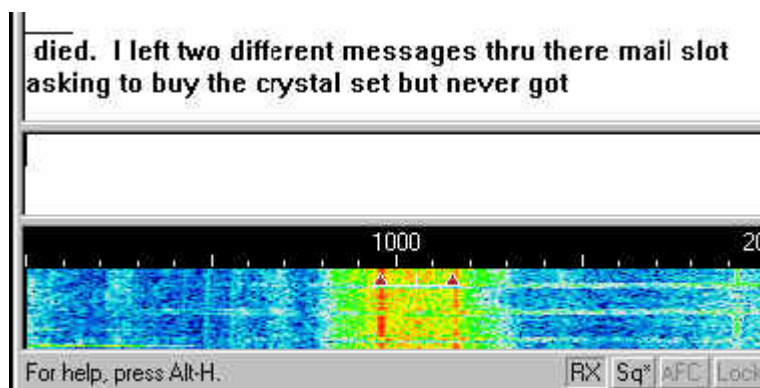 died. I left two different messages thru there mail slot
asking to buy the crystal set but never got
1000
For help, press Alt-H. RX Sq* AFC Lock